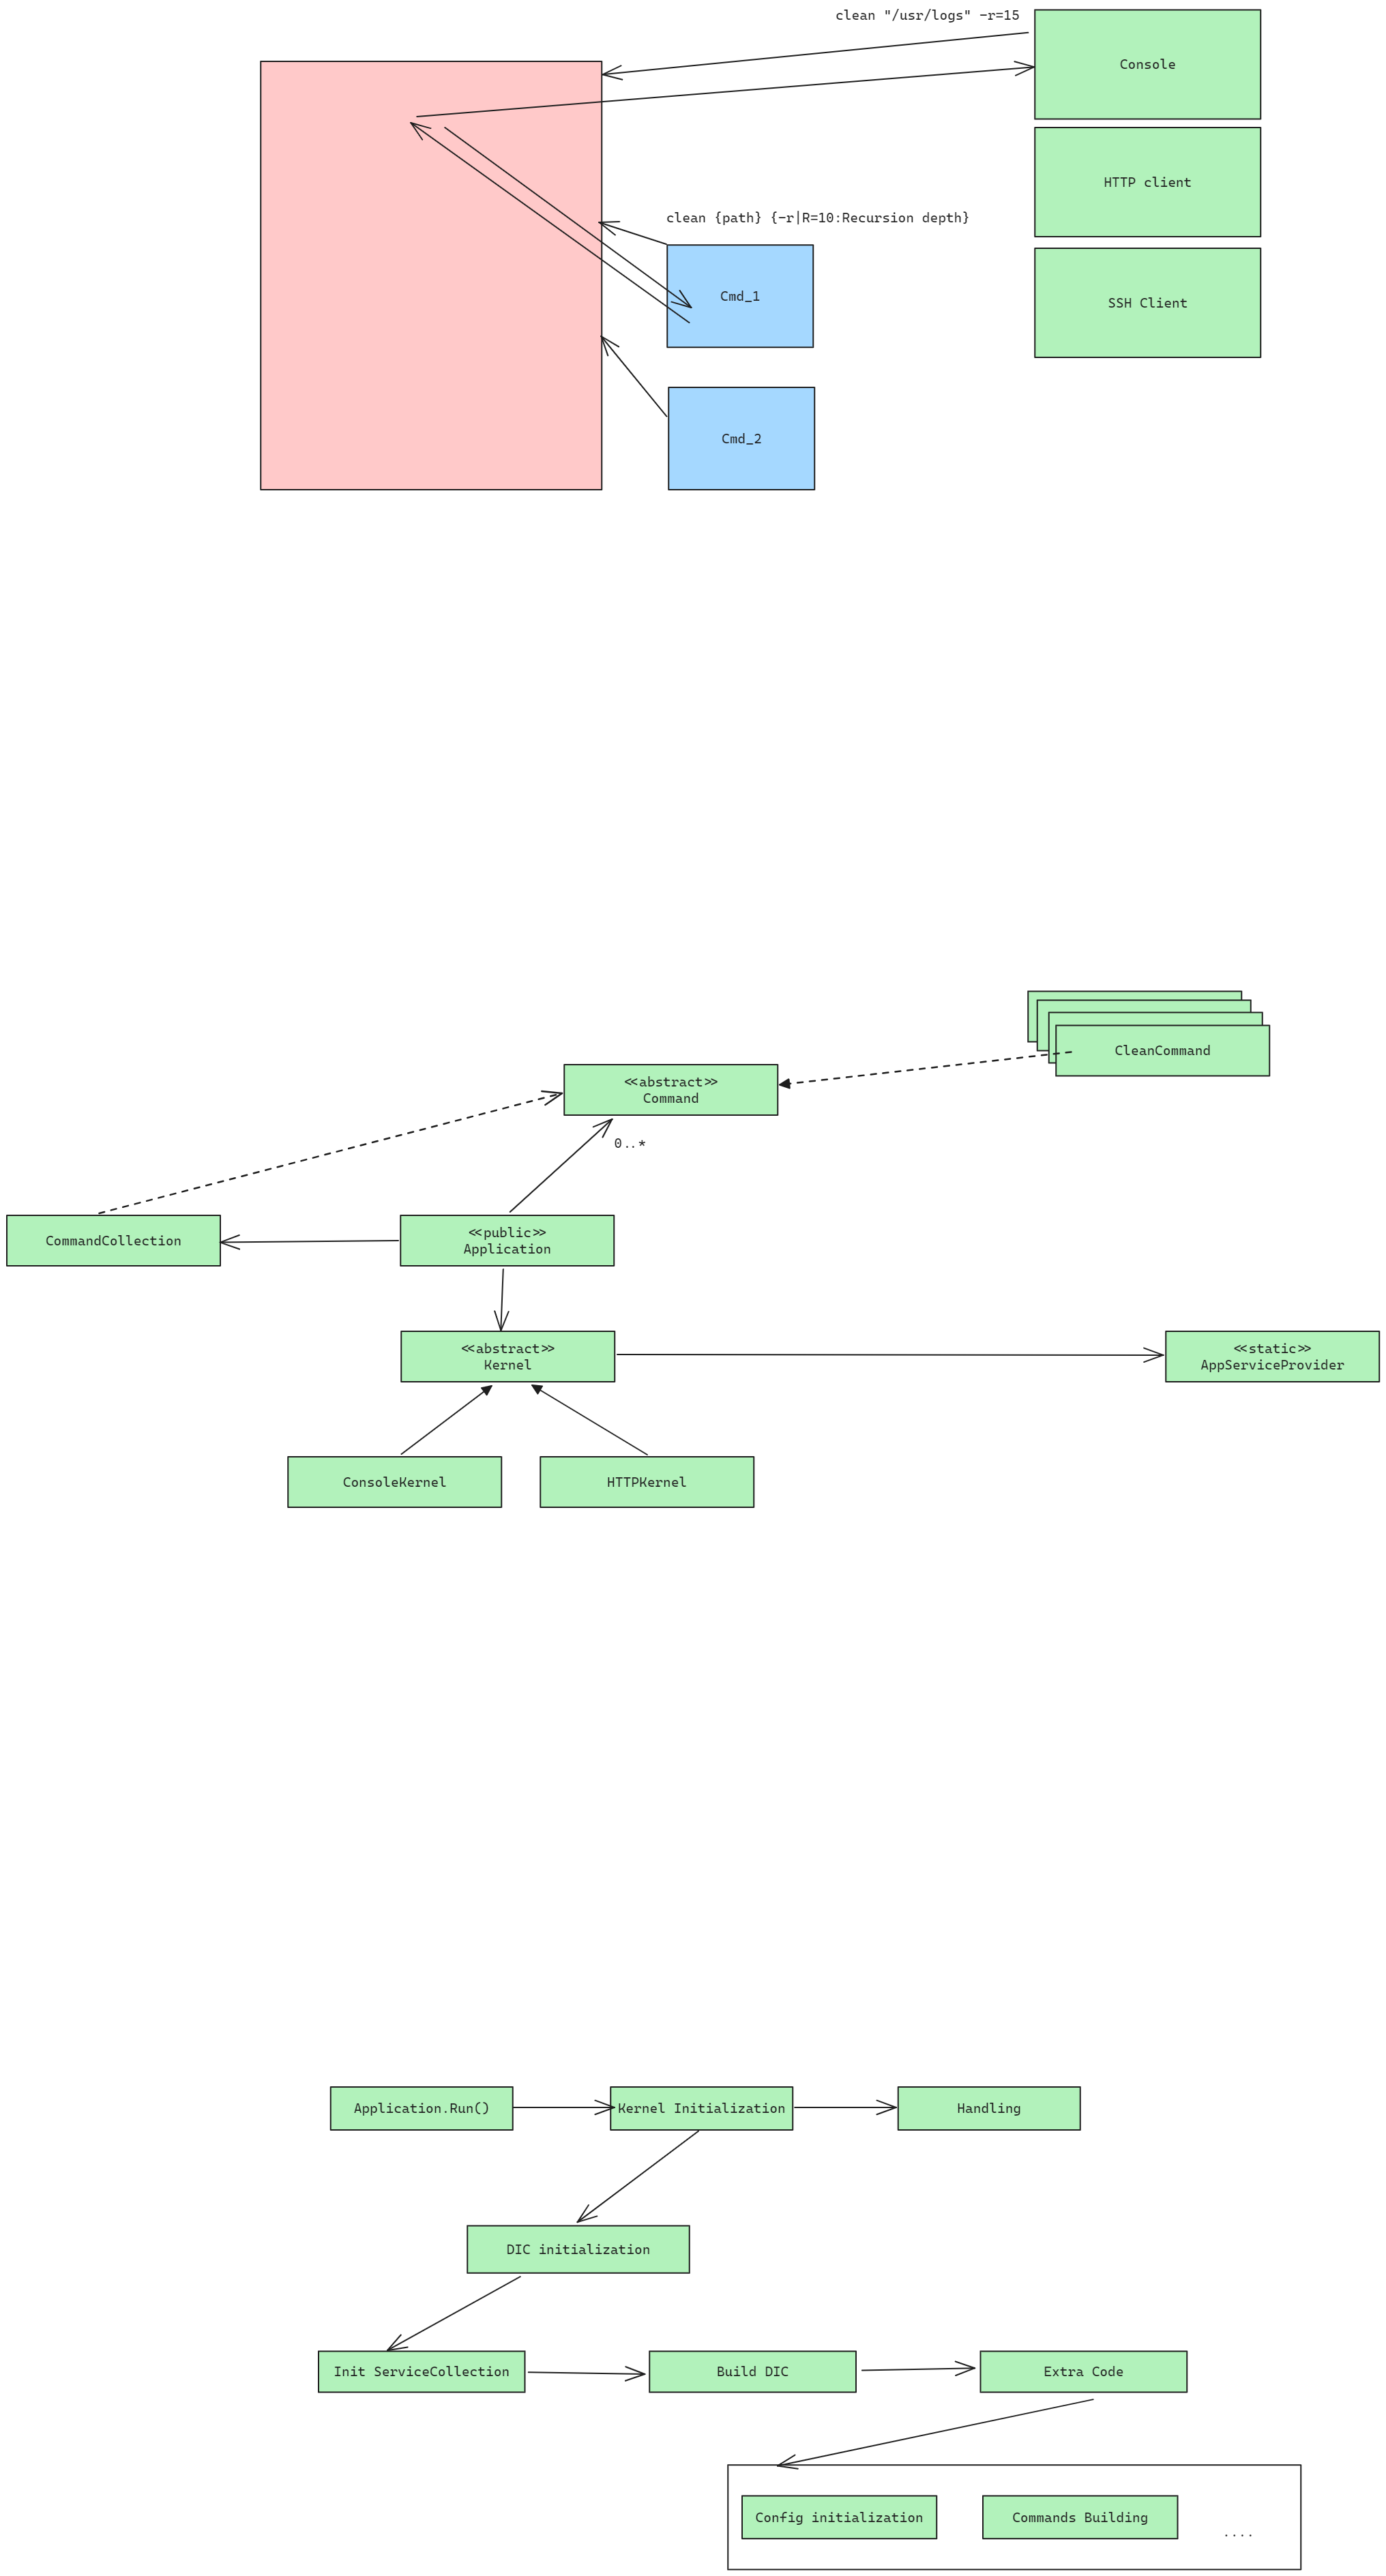 clean "/usr/logs" -r=15
Console
HTTP client
clean {path} {-r|R=10:Recursion depth}
Cmd_1
SSH Client
Cmd_2
CleanCommand
<<abstract>>
Command
0..*
CommandCollection
<<public>>
Application
<<abstract>>
Kernel
<<static>>
AppServiceProvider
ConsoleKernel
HTTPKernel
Application.Run()
Kernel Initialization
Handling
DIC initialization
Init ServiceCollection
Build DIC
Extra Code
Config initialization
Commands Building
....